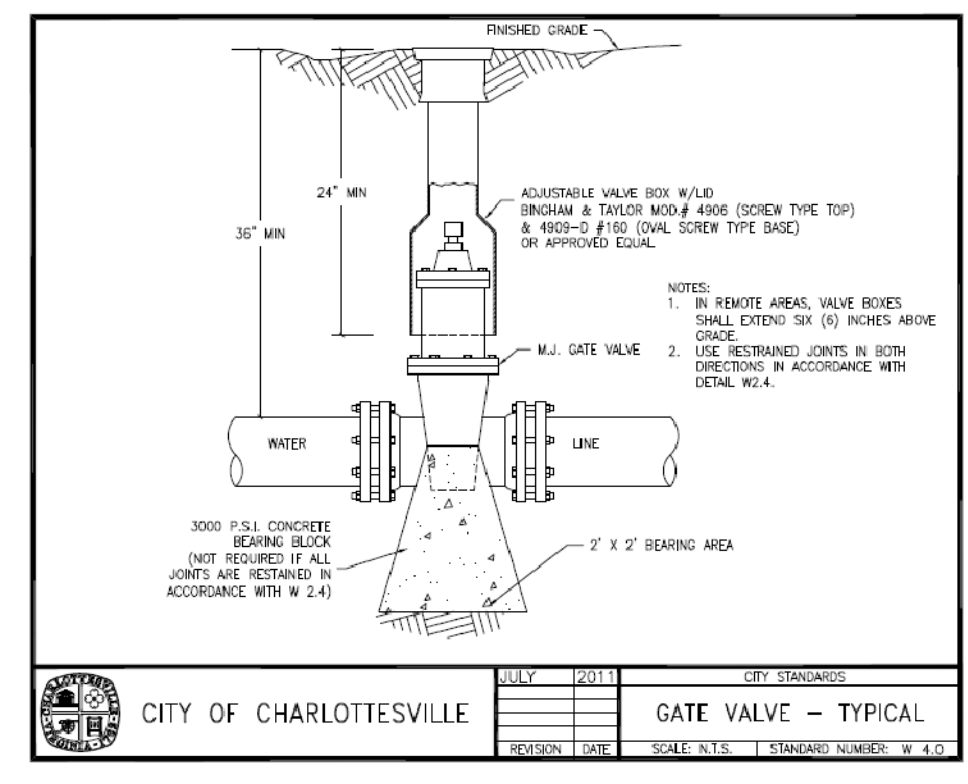 FINISHED GRADE
24" MIN
36" MIN
ADJUSTABLE VALVE BOX W/LID
BINGHAM & TAYLOR MOD.# 4906 (SCREW TYPE TOP)
& 4909-D #160 (OVAL SCREW TYPE BASE)
OR APPROVED EQUAL
NOTES:
1. IN REMOTE AREAS, VALVE BOXES
SHALL EXTEND SIX (6) INCHES ABOVE
GRADE.
2. USE RESTRAINED JOINTS IN BOTH
DIRECTIONS IN ACCORDANCE WITH
DETAIL W2.4.
M.J. GATE VALVE
WATER
LINE
3000 P.S.I. CONCRETE
BEARING BLOCK
(NOT REQUIRED IF ALL
JOINTS ARE RESTAINED IN
ACCORDANCE WITH W 2.4)
2' X 2' BEARING AREA
CHARLOTTESVILLE
VIRGINIA
CITY OF CHARLOTTESVILLE
JULY 2011
REVISION DATE
CITY STANDARDS
GATE VALVE - TYPICAL
SCALE: N.T.S. STANDARD NUMBER: W 4.0